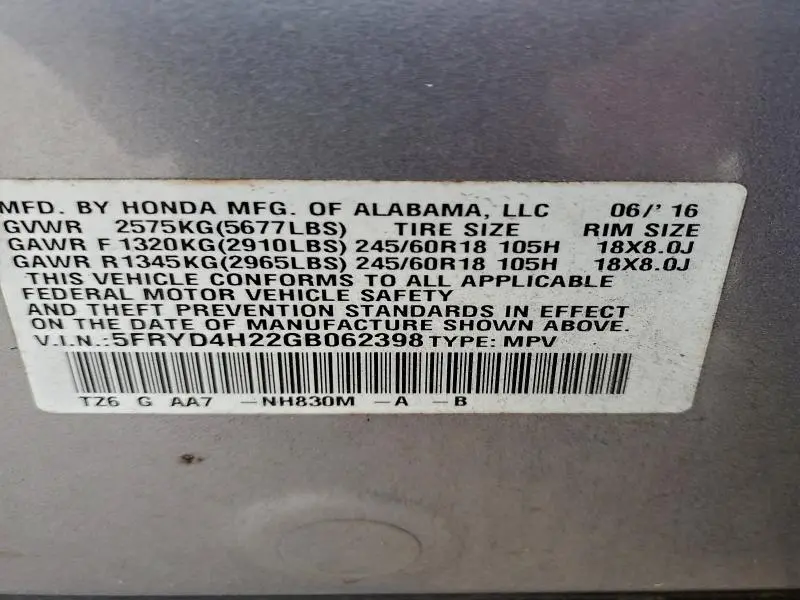 MFD. BY HONDA MFG. OF ALABAMA, LLC 06/'16
GVWR 2575KG(5677LBS) TIRE SIZE RIM SIZE
GAWR F 1320KG(2910LBS) 245/60R18 105H 18X8.0J
GAWR R1345KG(2965LBS) 245/60R18 105H 18X8.0J
THIS VEHICLE CONFORMS TO ALL APPLICABLE
FEDERAL MOTOR VEHICLE SAFETY
AND THEFT PREVENTION STANDARDS IN EFFECT
ON THE DATE OF MANUFACTURE SHOWN ABOVE.
V.I.N.:5FRYD4H22GB062398 TYPE: MPV
TZ6 G AA7 -NH830M -A -B